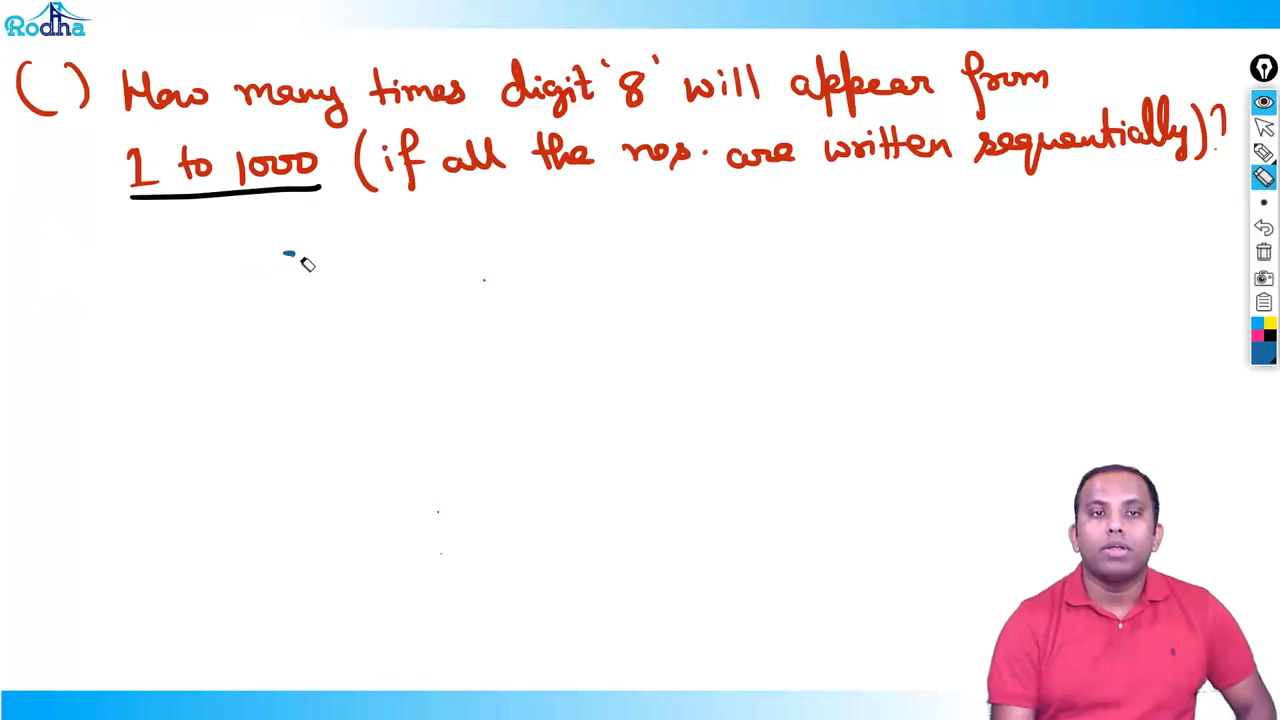 Rodha
( ) How many times digit '8' will appear from
1 to 1000 (if all the nos. are written sequentially)?